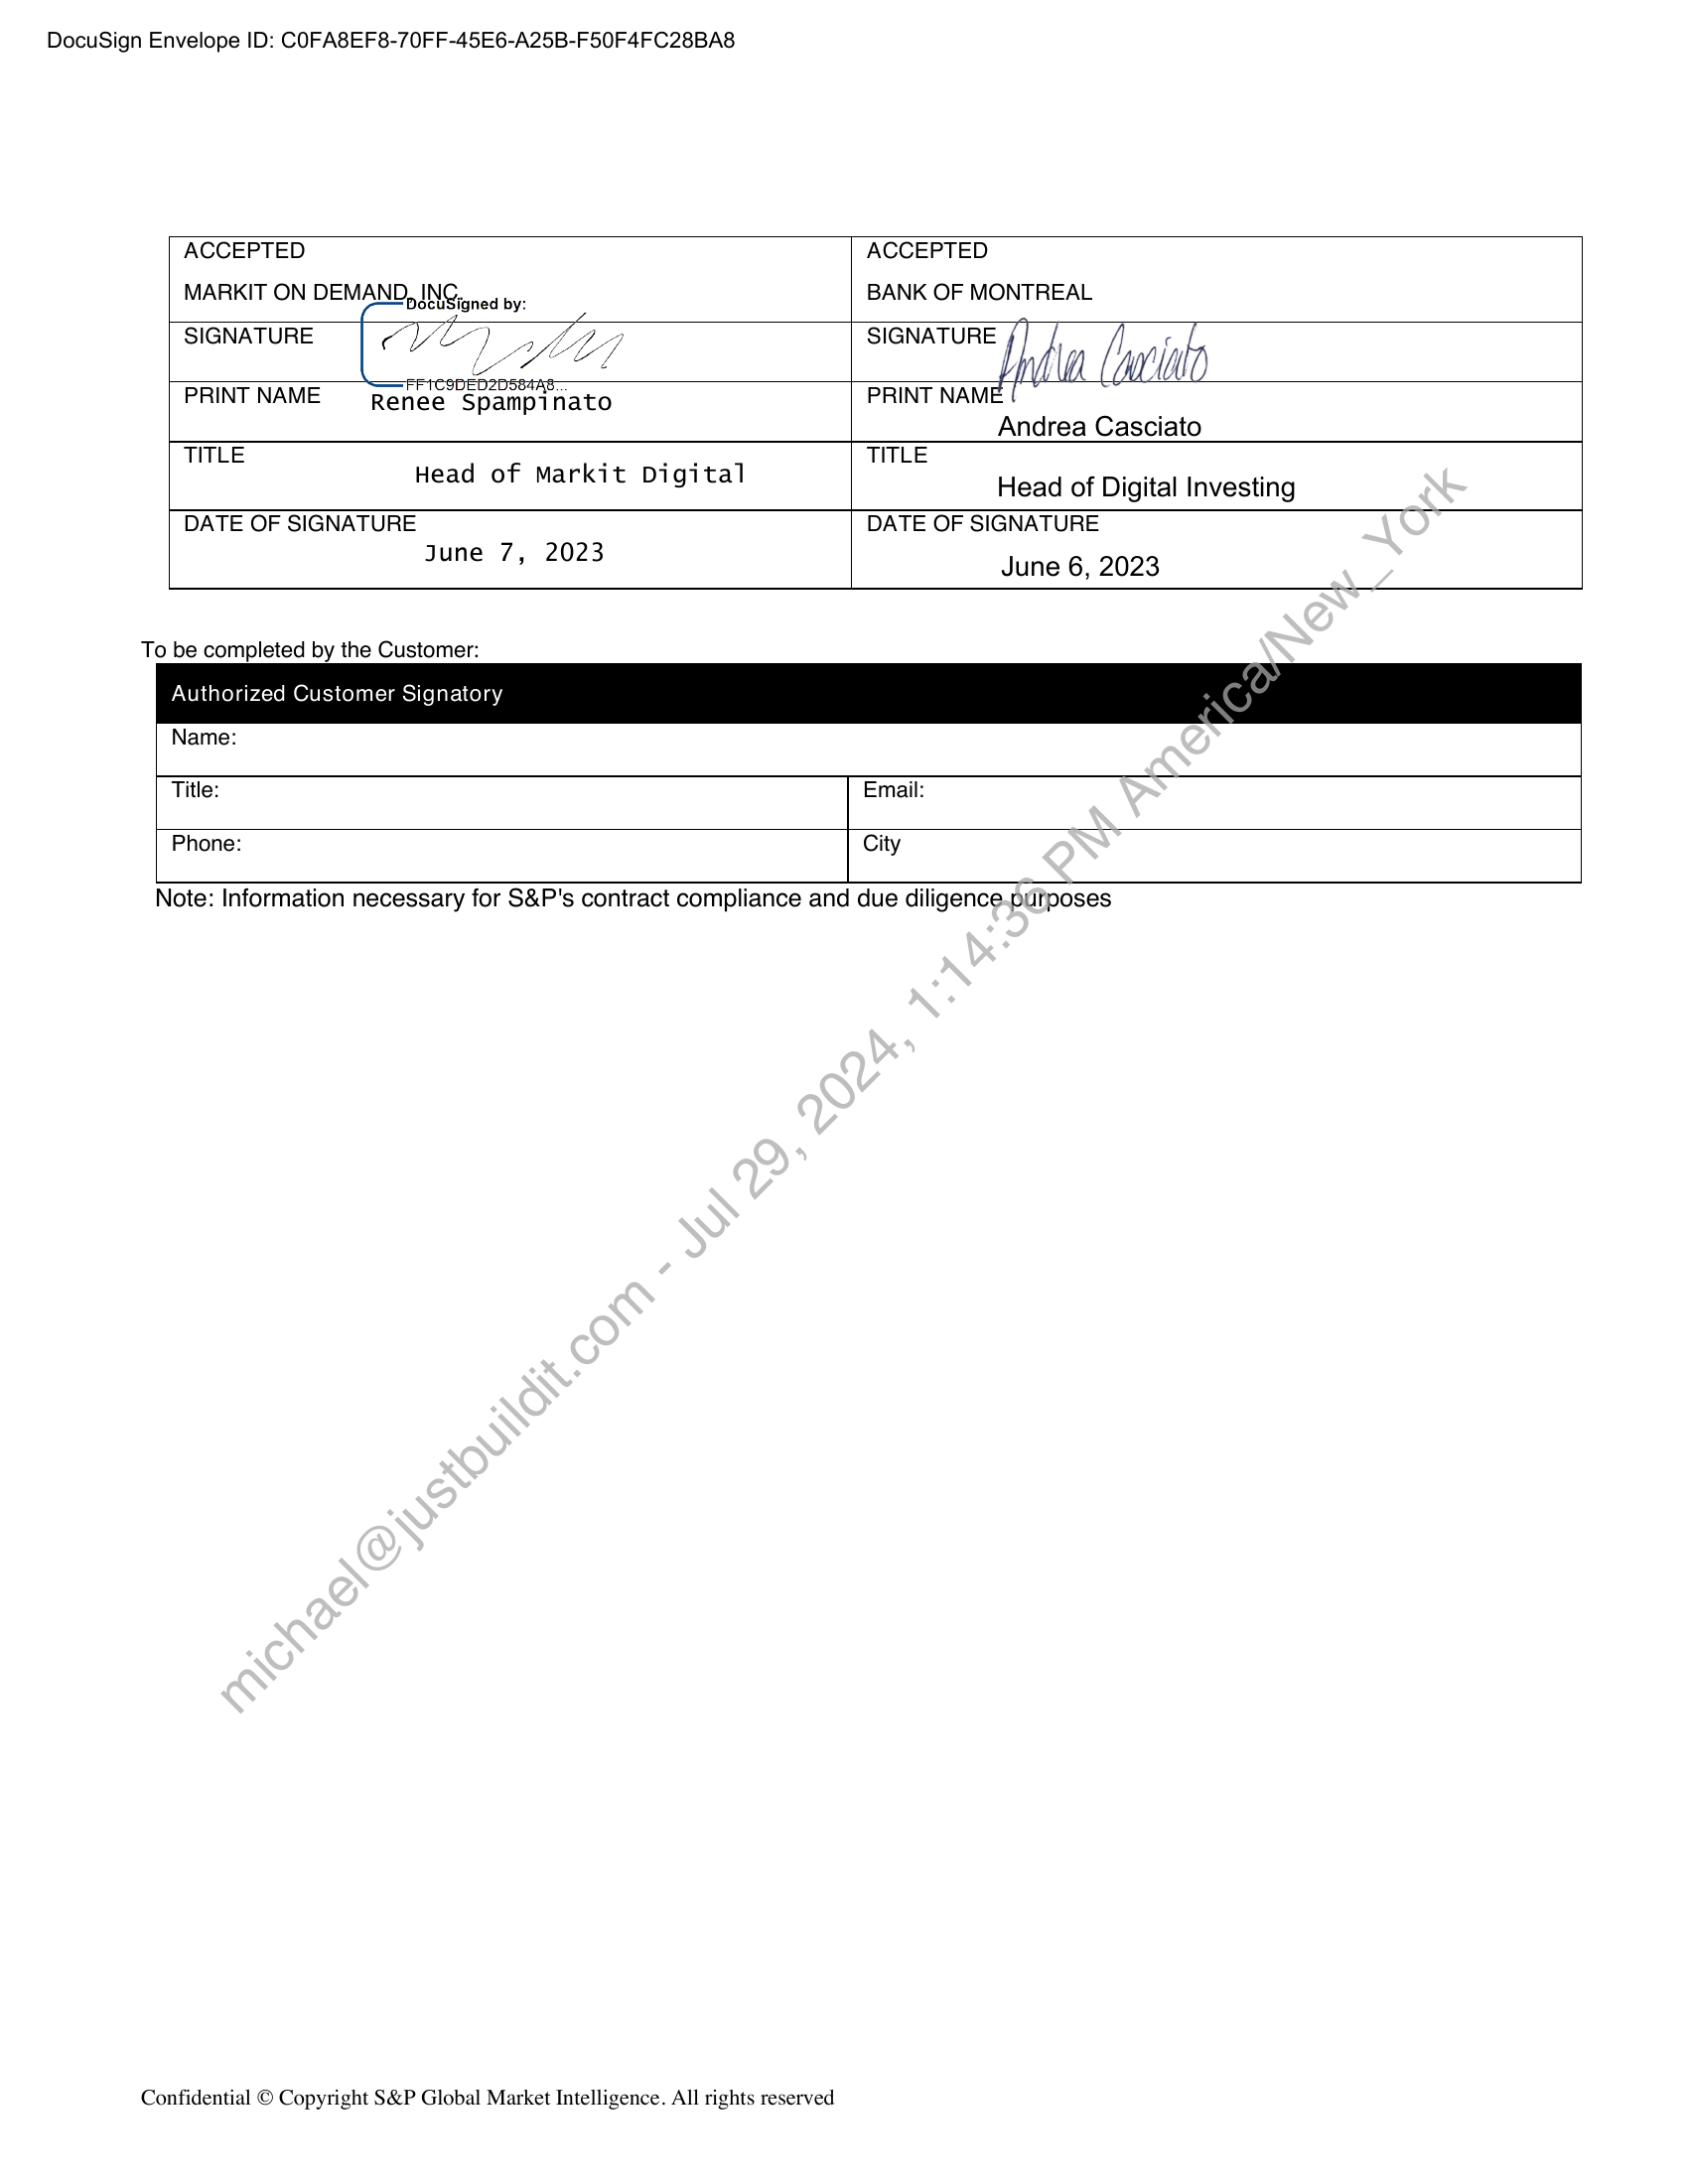 DocuSign Envelope ID: C0FA8EF8-70FF-45E6-A25B-F50F4FC28BA8
ACCEPTED
MARKIT ON DEMAND, INC.
ACCEPTED
BANK OF MONTREAL
SIGNATURE
DocuSigned by:
FF1C9DED2D584A8...
SIGNATURE
Andrea Casciato
PRINT NAME
Renee Spampinato
PRINT NAME
Andrea Casciato
TITLE
Head of Markit Digital
TITLE
Head of Digital Investing
DATE OF SIGNATURE
June 7, 2023
DATE OF SIGNATURE
June 6, 2023
To be completed by the Customer:
Authorized Customer Signatory
Name:
Title:
Email:
Phone:
City
Note: Information necessary for S&P's contract compliance and due diligence purposes
michael@justbuildit.com - Jul 29, 2024, 1:14:36 PM America/New_York
Confidential © Copyright S&P Global Market Intelligence. All rights reserved